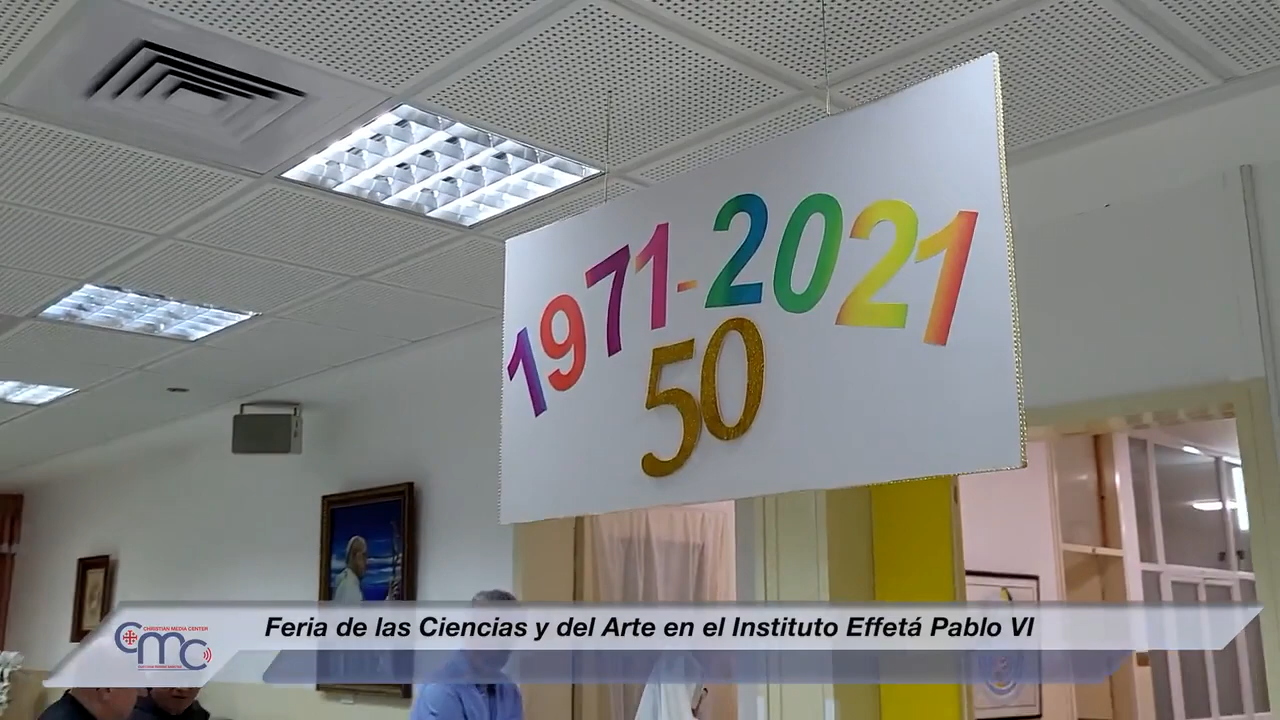 1971-2021
50
CHRISTIAN MEDIA CENTER
CMC
Feria de las Ciencias y del Arte en el Instituto Effetá Pablo VI